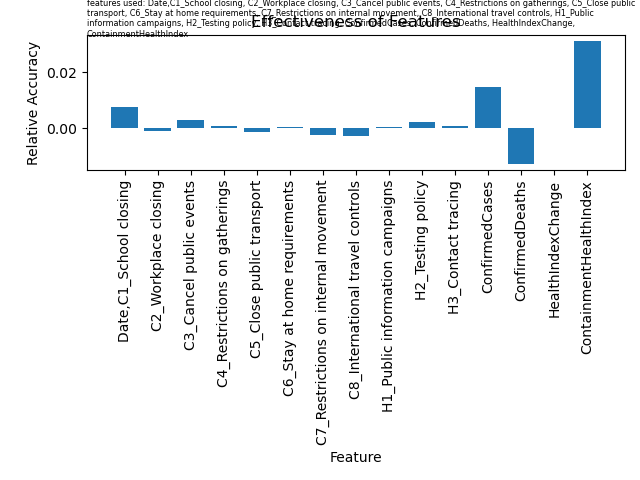 features used: Date,C1_School closing, C2_Workplace closing, C3_Cancel public events, C4_Restrictions on gatherings, C5_Close public
transport, C6_Stay at home requirements, C7_Restrictions on internal movement, C8_International travel controls, H1_Public
Effectiveness of Features
information campaigns, H2_Testing policy, H3_Contact tracing, ConfirmedCases, ConfirmedDeaths, HealthIndexChange,
ContainmentHealthIndex
Relative Accuracy
0.02
0.00
Date,C1_School closing
C2_Workplace closing
C3_Cancel public events
C4_Restrictions on gatherings
C5_Close public transport
C6_Stay at home requirements
C7_Restrictions on internal movement
C8_International travel controls
H1_Public information campaigns
H2_Testing policy
H3_Contact tracing
ConfirmedCases
ConfirmedDeaths
HealthIndexChange
ContainmentHealthIndex
Feature